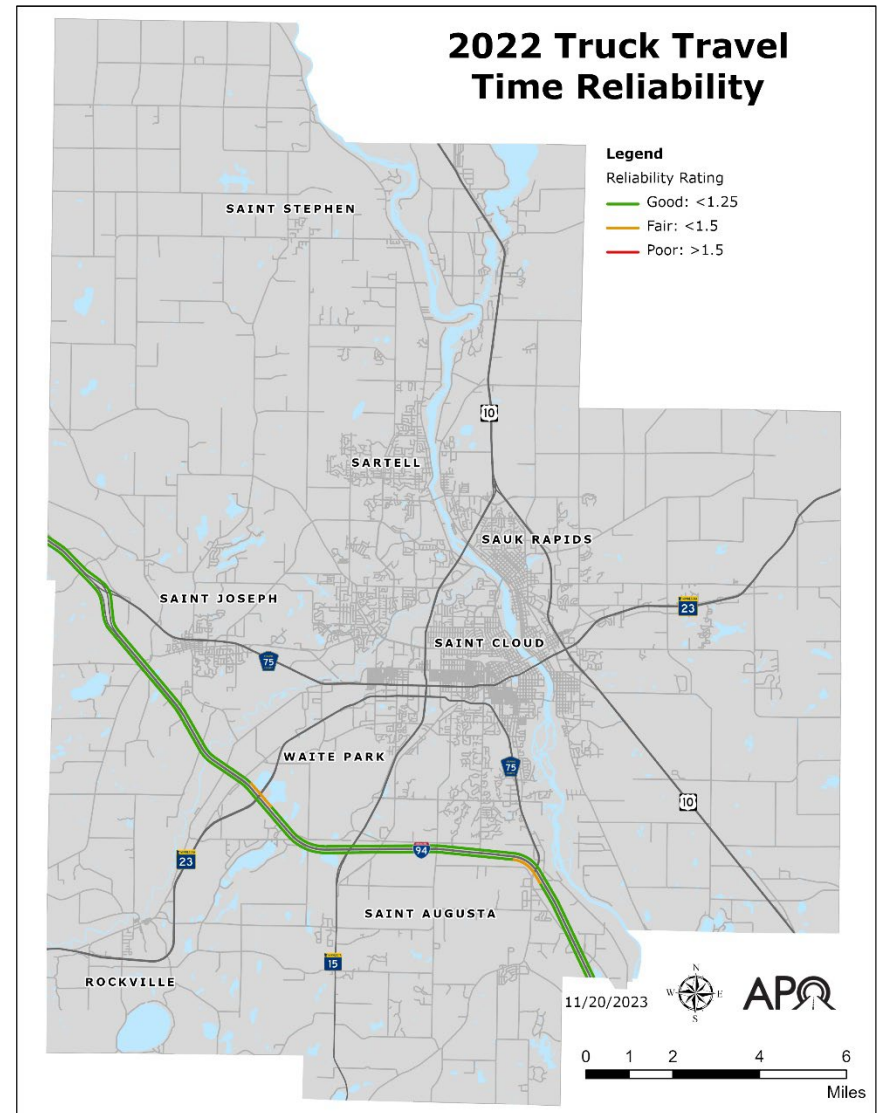 2022 Truck Travel
Time Reliability
Legend
Reliability Rating
Good: <1.25
Fair: <1.5
Poor: >1.5
SAINT STEPHEN
10
SARTELL
SAUK RAPIDS
SAINT JOSEPH
23
SAINT CLOUD
75
WAITE PARK
75
10
94
23
SAINT AUGUSTA
15
ROCKVILLE
11/20/2023
N
W E
S
APO
0 1 2 4 6
Miles